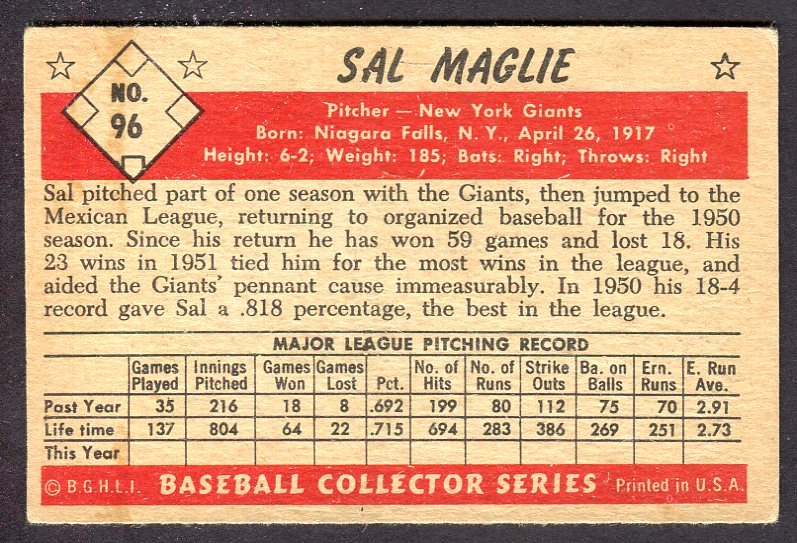 NO. 96
SAL MAGLIE
Pitcher — New York Giants
Born: Niagara Falls, N. Y., April 26, 1917
Height: 6-2; Weight: 185; Bats: Right; Throws: Right
Sal pitched part of one season with the Giants, then jumped to the
Mexican League, returning to organized baseball for the 1950
season. Since his return he has won 59 games and lost 18. His
23 wins in 1951 tied him for the most wins in the league, and
aided the Giants' pennant cause immeasurably. In 1950 his 18-4
record gave Sal a .818 percentage, the best in the league.
MAJOR LEAGUE PITCHING RECORD
Games Played Innings Pitched Games Won Games Lost Pct. No. of Hits No. of Runs Strike Outs Ba. on Balls Ern. Runs E. Run Ave.
Past Year 35 216 18 8 .692 199 80 112 75 70 2.91
Life time 137 804 64 22 .715 694 283 386 269 251 2.73
This Year
© B.G.H.L.I. BASEBALL COLLECTOR SERIES Printed in U.S.A.